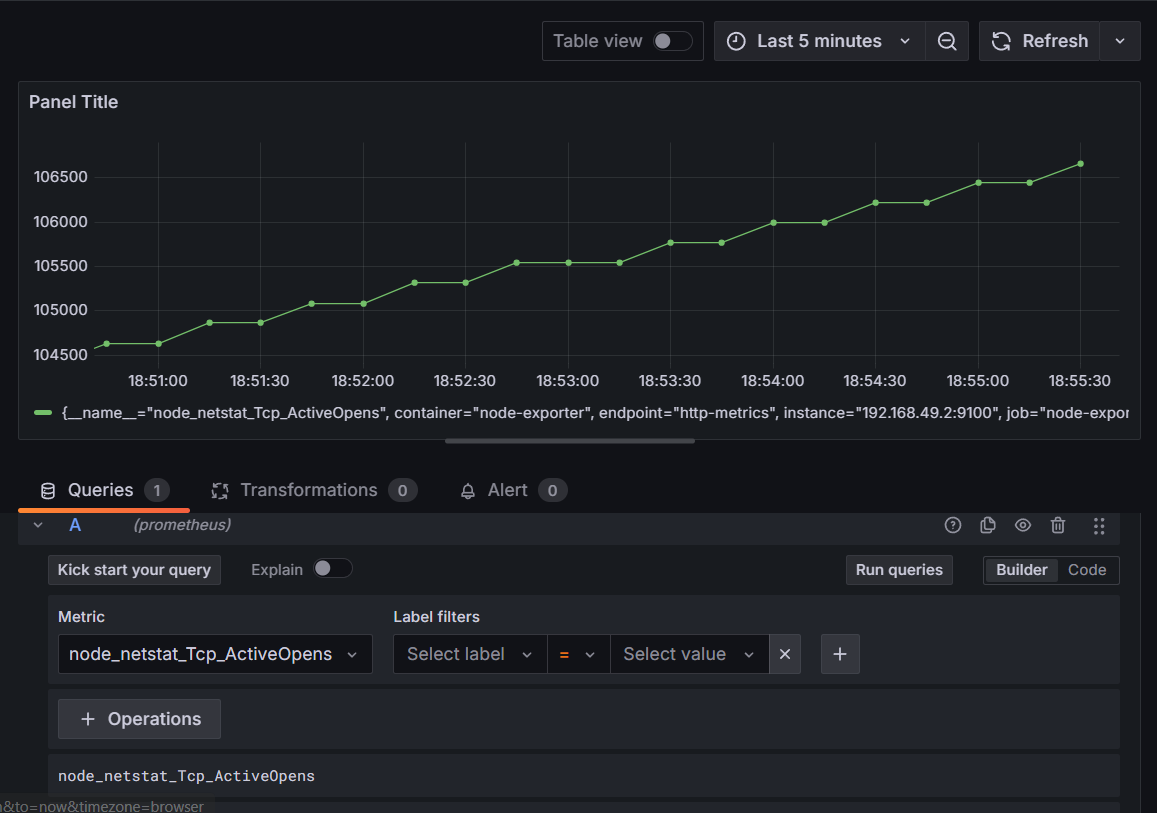 Table view Last 5 minutes Refresh
Panel Title
106500
106000
105500
105000
104500
18:51:00 18:51:30 18:52:00 18:52:30 18:53:00 18:53:30 18:54:00 18:54:30 18:55:00 18:55:30
{__name__="node_netstat_Tcp_ActiveOpens", container="node-exporter", endpoint="http-metrics", instance="192.168.49.2:9100", job="node-expor
Queries 1 Transformations 0 Alert 0
A (prometheus)
Kick start your query Explain Run queries Builder Code
Metric Label filters
node_netstat_Tcp_ActiveOpens Select label = Select value
+ Operations
node_netstat_Tcp_ActiveOpens
&to=now&timezone=browser